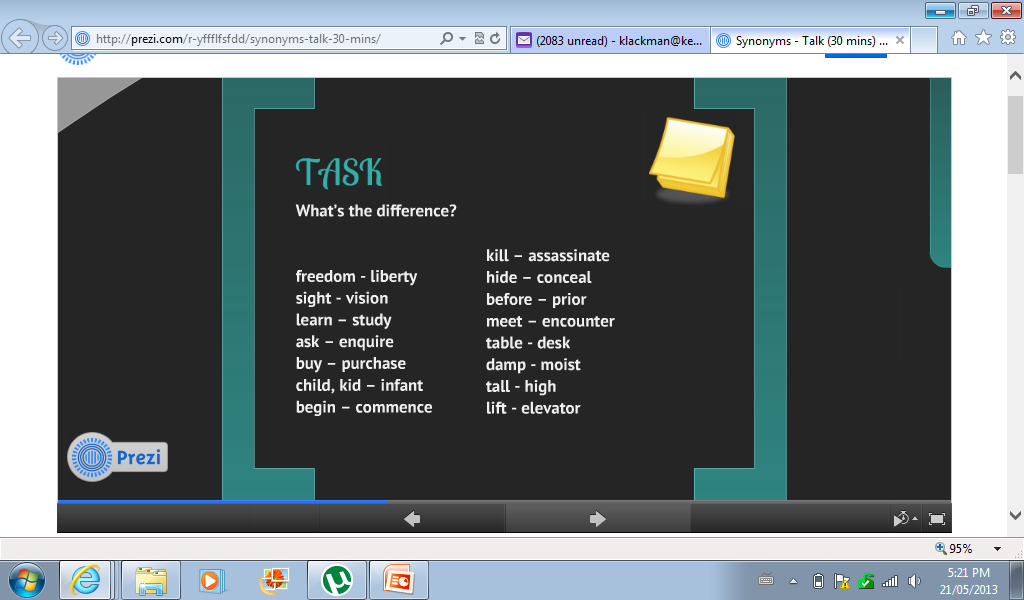 http://prezi.com/r-yffflfsfdd/synonyms-talk-30-mins/
(2083 unread) - klackman@ke...
Synonyms - Talk (30 mins) ...
TASK
What's the difference?
freedom - liberty
sight - vision
learn – study
ask – enquire
buy – purchase
child, kid – infant
begin – commence
kill – assassinate
hide – conceal
before – prior
meet – encounter
table - desk
damp - moist
tall - high
lift - elevator
Prezi
95%
5:21 PM
21/05/2013